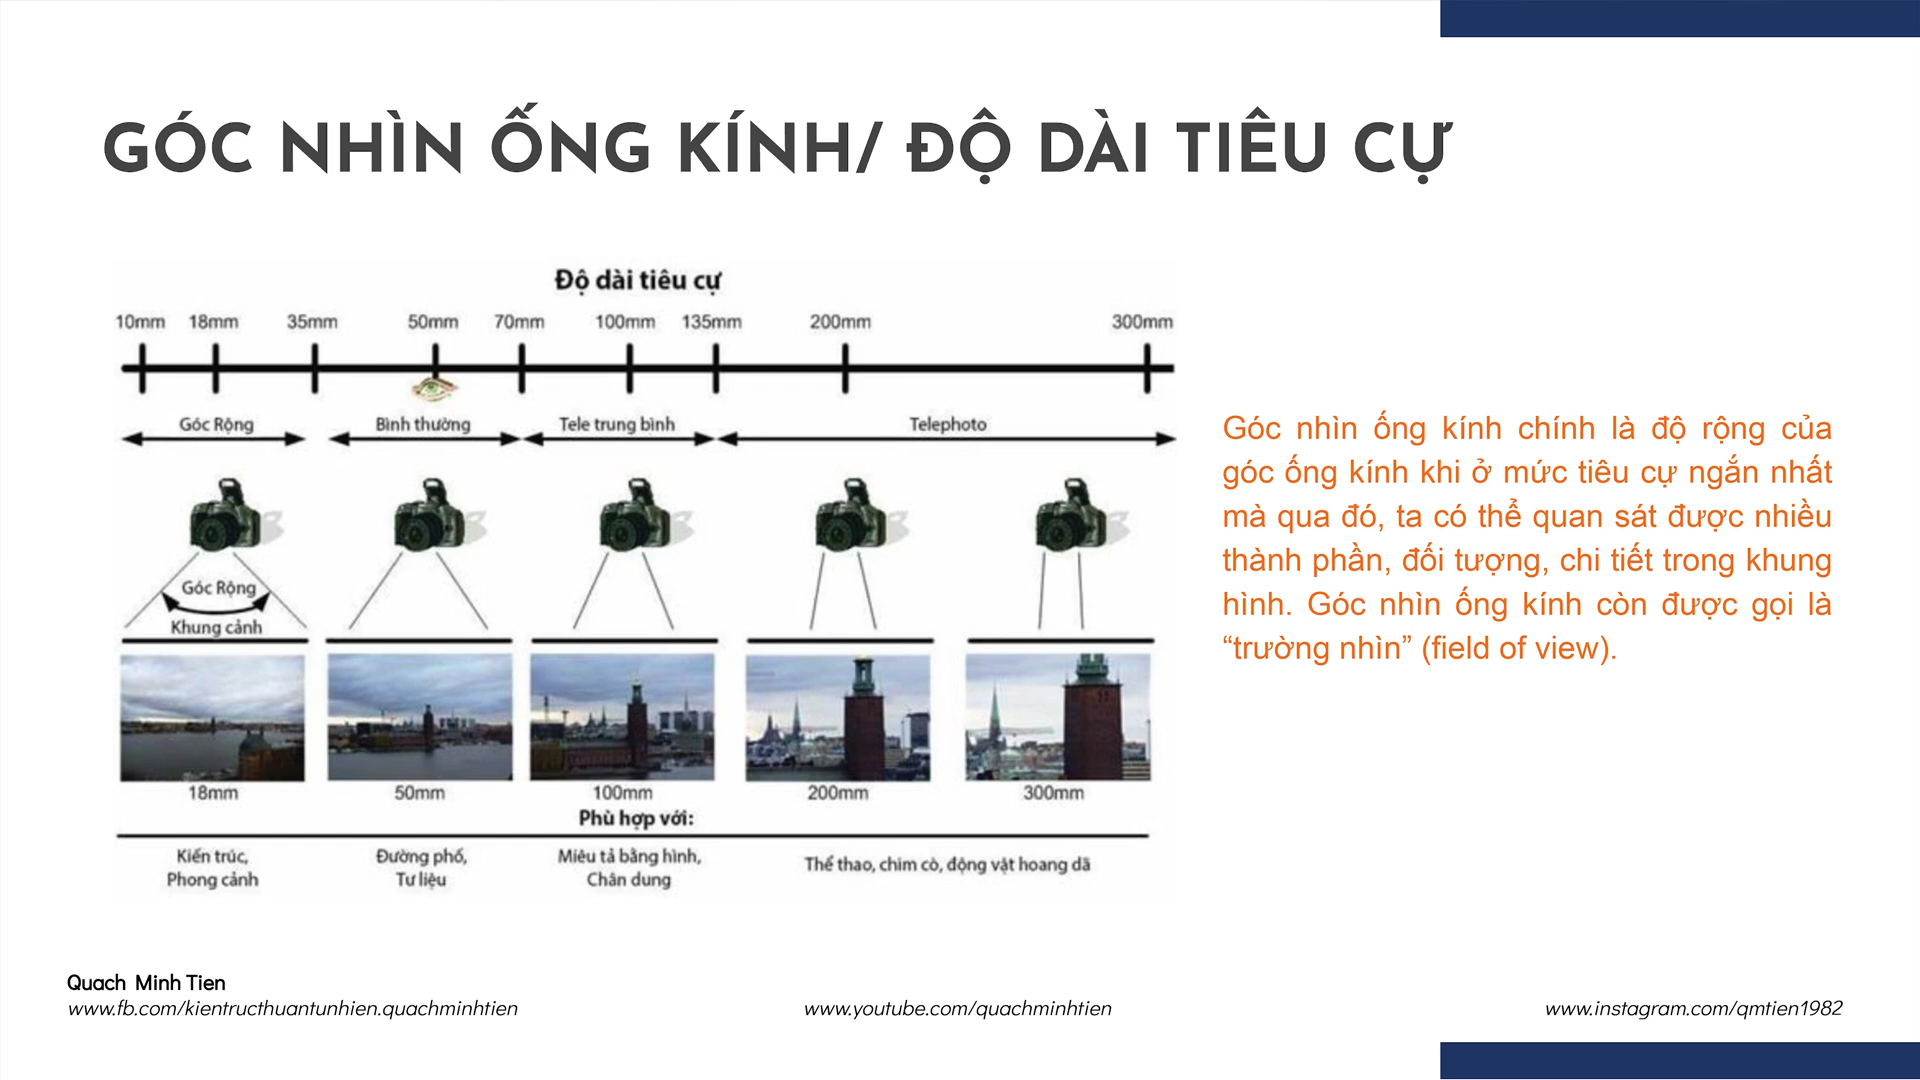 GÓC NHÌN ỐNG KÍNH/ ĐỘ DÀI TIÊU CỰ
Độ dài tiêu cự
10mm 18mm 35mm 50mm 70mm 100mm 135mm 200mm 300mm
Góc Rộng Bình thường Tele trung bình Telephoto
Góc Rộng
Khung cảnh
18mm 50mm 100mm 200mm 300mm
Phù hợp với:
Kiến trúc,
Phong cảnh
Đường phố,
Tư liệu
Miêu tả bằng hình,
Chân dung
Thể thao, chim cò, động vật hoang dã
Góc nhìn ống kính chính là độ rộng của
góc ống kính khi ở mức tiêu cự ngắn nhất
mà qua đó, ta có thể quan sát được nhiều
thành phần, đối tượng, chi tiết trong khung
hình. Góc nhìn ống kính còn được gọi là
“trường nhìn” (field of view).
Quach Minh Tien
www.fb.com/kientructhuantunhien.quachminhtien
www.youtube.com/quachminhtien
www.instagram.com/qmtien1982